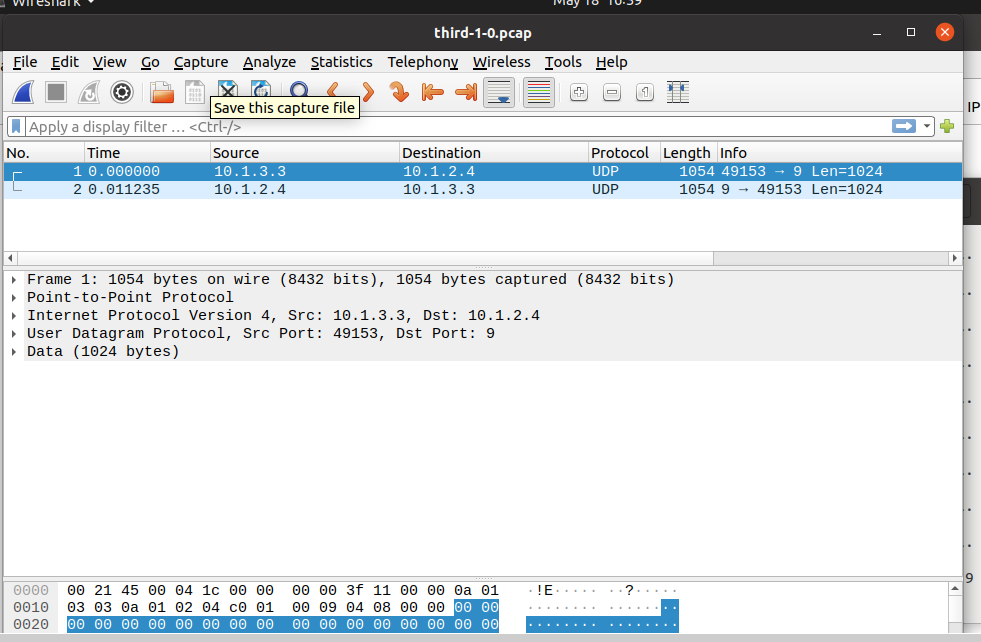 Wireshark
May 18 16:39
third-1-0.pcap
File Edit View Go Capture Analyze Statistics Telephony Wireless Tools Help
Save this capture file
IP
Apply a display filter … <Ctrl-/>
No. Time Source Destination Protocol Length Info
1 0.000000 10.1.3.3 10.1.2.4 UDP 1054 49153 → 9 Len=1024
2 0.011235 10.1.2.4 10.1.3.3 UDP 1054 9 → 49153 Len=1024
Frame 1: 1054 bytes on wire (8432 bits), 1054 bytes captured (8432 bits)
Point-to-Point Protocol
Internet Protocol Version 4, Src: 10.1.3.3, Dst: 10.1.2.4
User Datagram Protocol, Src Port: 49153, Dst Port: 9
Data (1024 bytes)
9
0000 00 21 45 00 04 1c 00 00 00 00 3f 11 00 00 0a 01 ·!E····· ··?·····
0010 03 03 0a 01 02 04 c0 01 00 09 04 08 00 00 00 00 ········ ········
0020 00 00 00 00 00 00 00 00 00 00 00 00 00 00 00 00 ········ ········